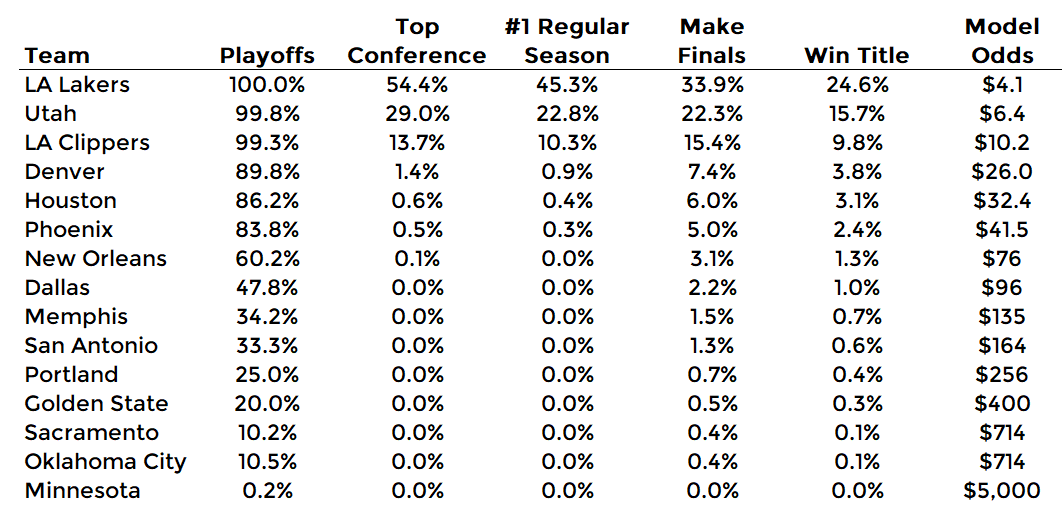 Top #1 Regular Make Model
Team Playoffs Conference Season Finals Win Title Odds
LA Lakers 100.0% 54.4% 45.3% 33.9% 24.6% $4.1
Utah 99.8% 29.0% 22.8% 22.3% 15.7% $6.4
LA Clippers 99.3% 13.7% 10.3% 15.4% 9.8% $10.2
Denver 89.8% 1.4% 0.9% 7.4% 3.8% $26.0
Houston 86.2% 0.6% 0.4% 6.0% 3.1% $32.4
Phoenix 83.8% 0.5% 0.3% 5.0% 2.4% $41.5
New Orleans 60.2% 0.1% 0.0% 3.1% 1.3% $76
Dallas 47.8% 0.0% 0.0% 2.2% 1.0% $96
Memphis 34.2% 0.0% 0.0% 1.5% 0.7% $135
San Antonio 33.3% 0.0% 0.0% 1.3% 0.6% $164
Portland 25.0% 0.0% 0.0% 0.7% 0.4% $256
Golden State 20.0% 0.0% 0.0% 0.5% 0.3% $400
Sacramento 10.2% 0.0% 0.0% 0.4% 0.1% $714
Oklahoma City 10.5% 0.0% 0.0% 0.4% 0.1% $714
Minnesota 0.2% 0.0% 0.0% 0.0% 0.0% $5,000